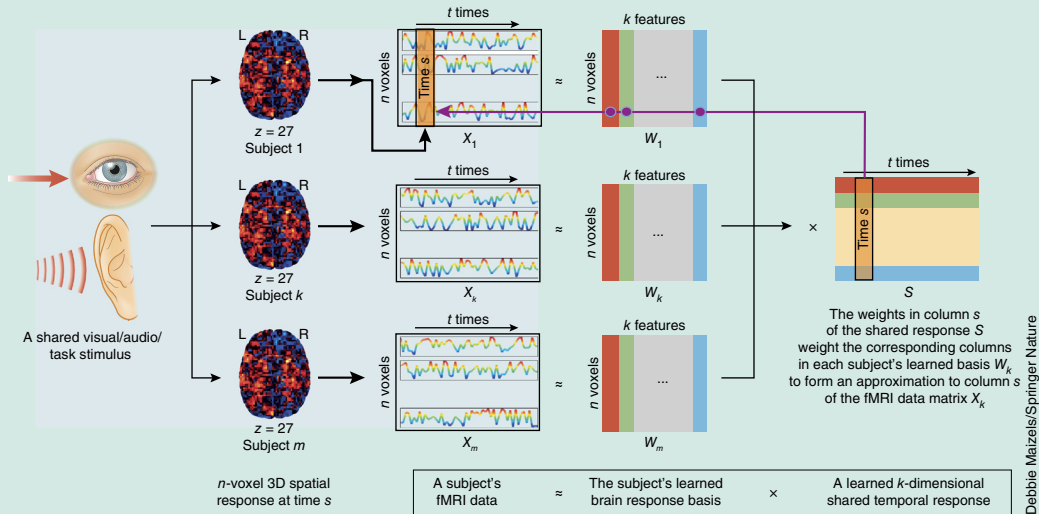 L R
z = 27
Subject 1
t times
n voxels
Time s
X1
≈
k features
n voxels
...
W1
A shared visual/audio/
task stimulus
z = 27
Subject k
t times
n voxels
Xk
≈
k features
n voxels
...
Wk
×
t times
Time s
S
The weights in column s
of the shared response S
weight the corresponding columns
in each subject's learned basis Wk
to form an approximation to column s
of the fMRI data matrix Xk
L R
z = 27
Subject m
t times
n voxels
Xm
≈
k features
n voxels
...
Wm
n-voxel 3D spatial
response at time s
A subject's
fMRI data
≈
The subject's learned
brain response basis
×
A learned k-dimensional
shared temporal response
Debbie Maizels/Springer Nature